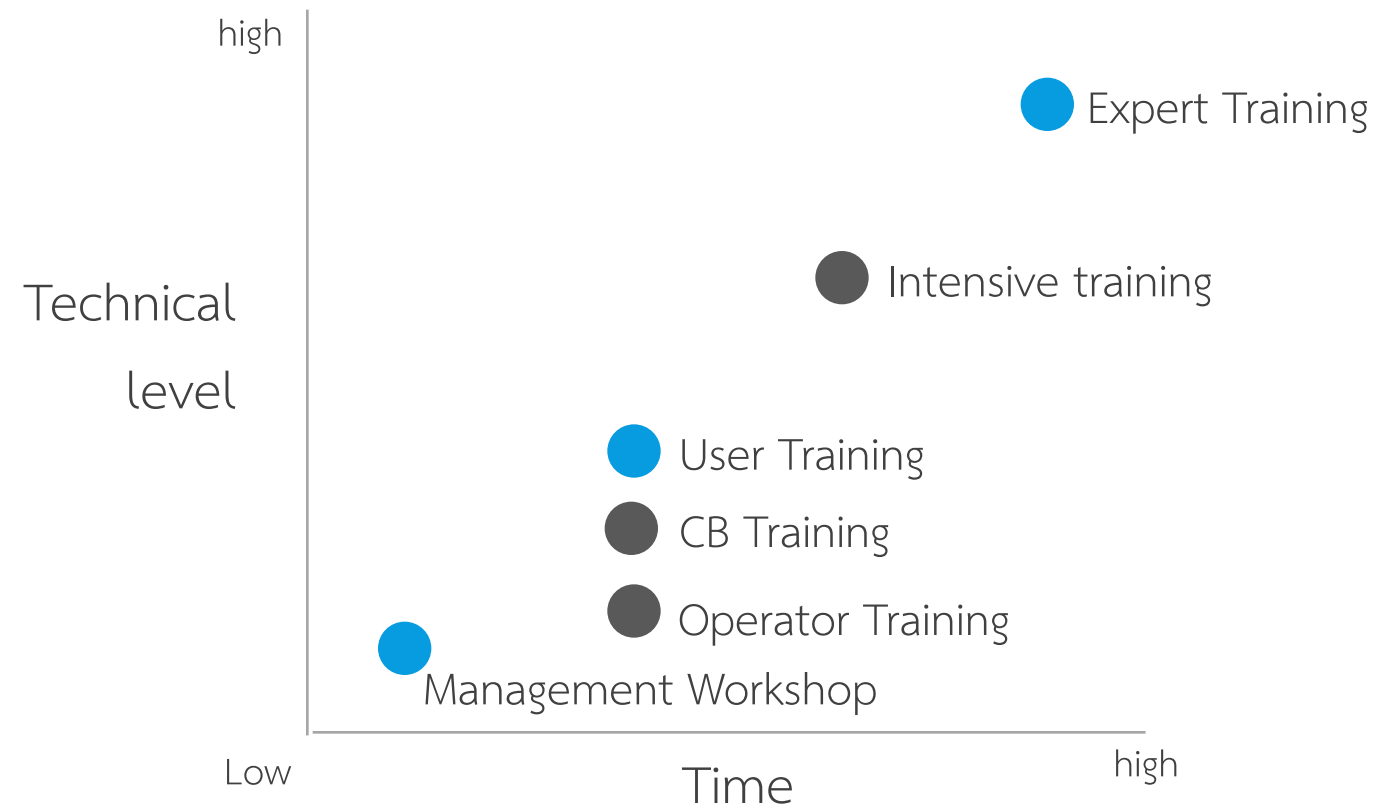 high
Expert Training
Intensive training
Technical
level
User Training
CB Training
Operator Training
Management Workshop
Low
Time
high